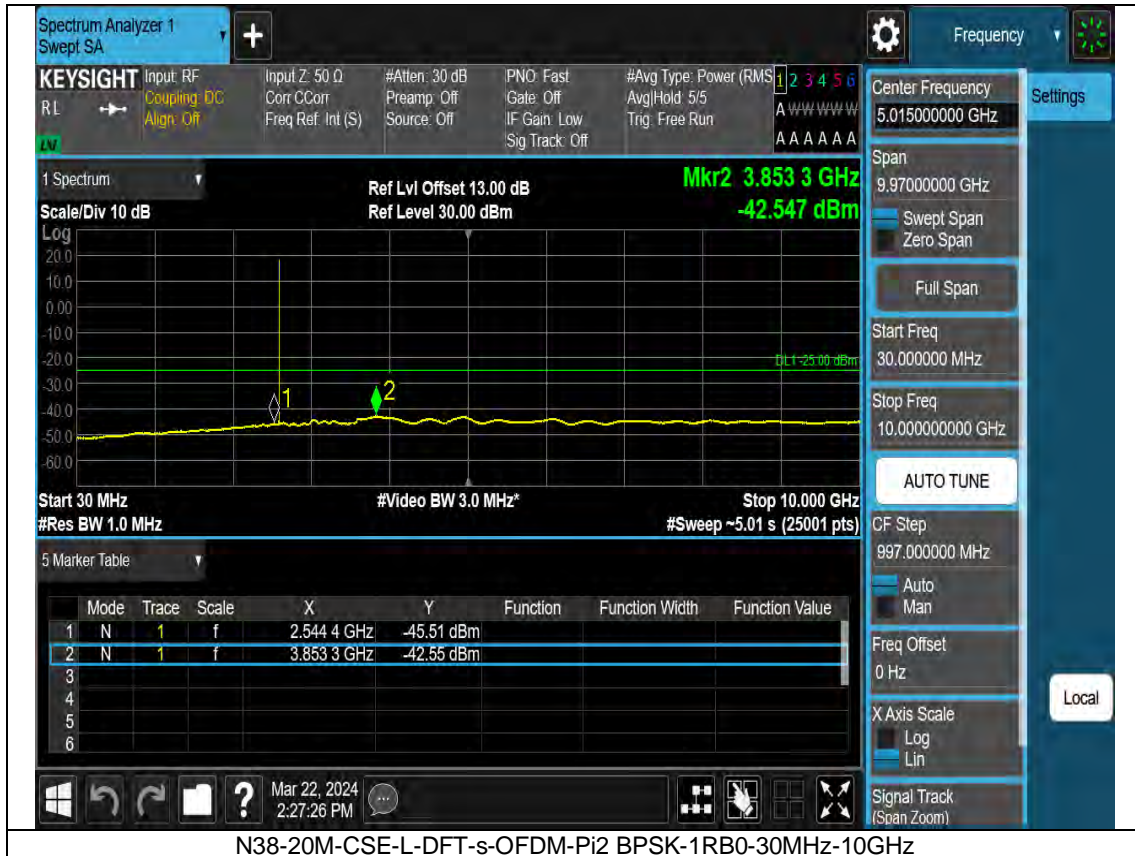 Spectrum Analyzer 1
Swept SA
Frequency
KEYSIGHT
R L
LXI
Input: RF
Coupling: DC
Align: Off
Input Z: 50 Ω
Corr CCorr
Freq Ref: Int (S)
#Atten: 30 dB
Preamp: Off
Source: Off
PNO: Fast
Gate: Off
IF Gain: Low
Sig Track: Off
#Avg Type: Power (RMS
Avg|Hold: 5/5
Trig: Free Run
1 2 3 4 5 6
A W W W W W
A A A A A A
1 Spectrum
Ref Lvl Offset 13.00 dB
Mkr2 3.853 3 GHz
Scale/Div 10 dB
Ref Level 30.00 dBm
-42.547 dBm
Log
20.0
10.0
0.00
-10.0
-20.0
DL1 -25.00 dBm
-30.0
1
2
-40.0
-50.0
-60.0
Start 30 MHz
#Video BW 3.0 MHz*
Stop 10.000 GHz
#Res BW 1.0 MHz
#Sweep ~5.01 s (25001 pts)
5 Marker Table
Mode Trace Scale X Y Function Function Width Function Value
1 N 1 f 2.544 4 GHz -45.51 dBm
2 N 1 f 3.853 3 GHz -42.55 dBm
3
4
5
6
Mar 22, 2024
2:27:26 PM
?
Center Frequency
5.015000000 GHz
Settings
Span
9.97000000 GHz
Swept Span
Zero Span
Full Span
Start Freq
30.000000 MHz
Stop Freq
10.000000000 GHz
AUTO TUNE
CF Step
997.000000 MHz
Auto
Man
Freq Offset
0 Hz
Local
X Axis Scale
Log
Lin
Signal Track
(Span Zoom)
N38-20M-CSE-L-DFT-s-OFDM-Pi2 BPSK-1RB0-30MHz-10GHz